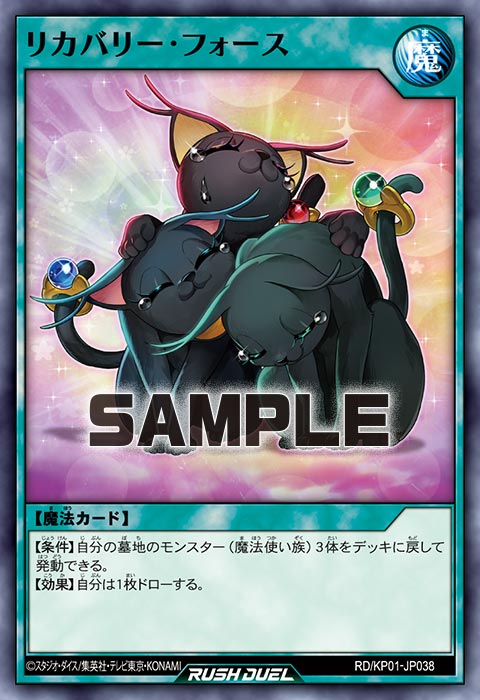 リカバリー・フォース
魔
ま
SAMPLE
【魔法カード】
【条件】自分の墓地のモンスター（魔法使い族）3体をデッキに戻して
発動できる。
【効果】自分は1枚ドローする。
©スタジオ・ダイス/集英社・テレビ東京・KONAMI
RUSH DUEL
RD/KP01-JP038